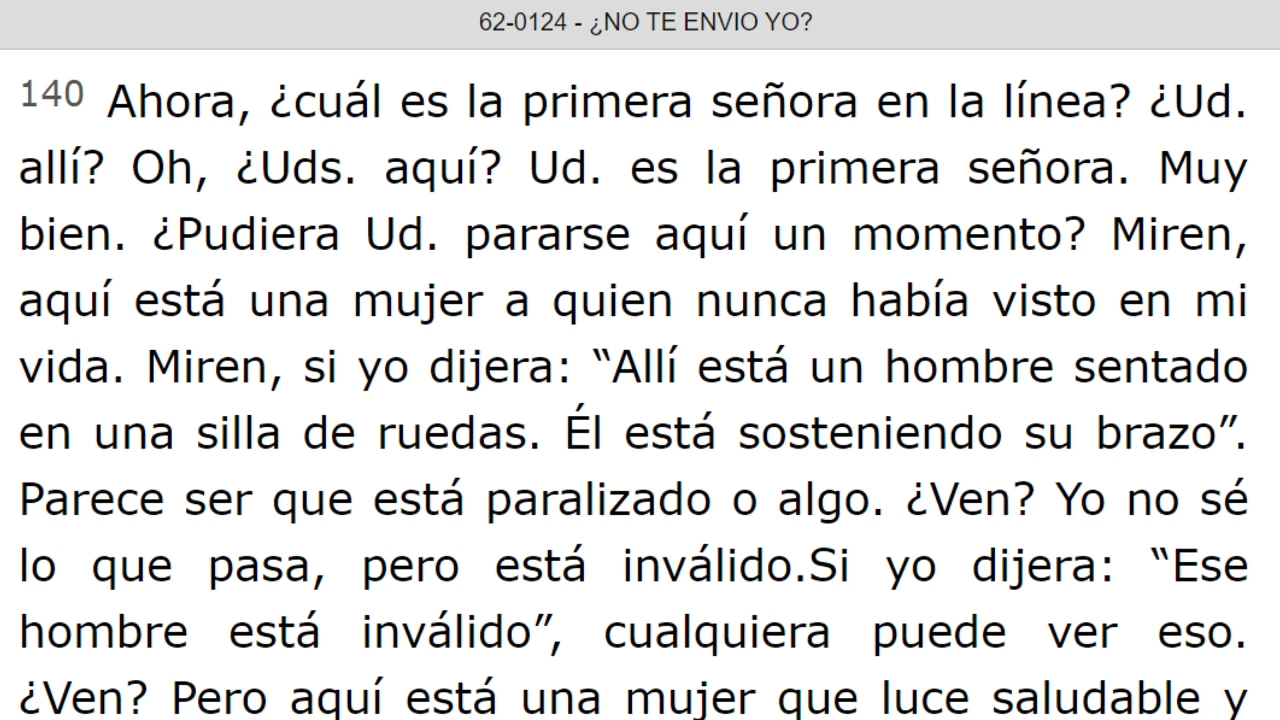 62-0124 - ¿NO TE ENVIO YO?
140 Ahora, ¿cuál es la primera señora en la línea? ¿Ud.
allí? Oh, ¿Uds. aquí? Ud. es la primera señora. Muy
bien. ¿Pudiera Ud. pararse aquí un momento? Miren,
aquí está una mujer a quien nunca había visto en mi
vida. Miren, si yo dijera: “Allí está un hombre sentado
en una silla de ruedas. Él está sosteniendo su brazo”.
Parece ser que está paralizado o algo. ¿Ven? Yo no sé
lo que pasa, pero está inválido.Si yo dijera: “Ese
hombre está inválido”, cualquiera puede ver eso.
¿Ven? Pero aquí está una mujer que luce saludable y